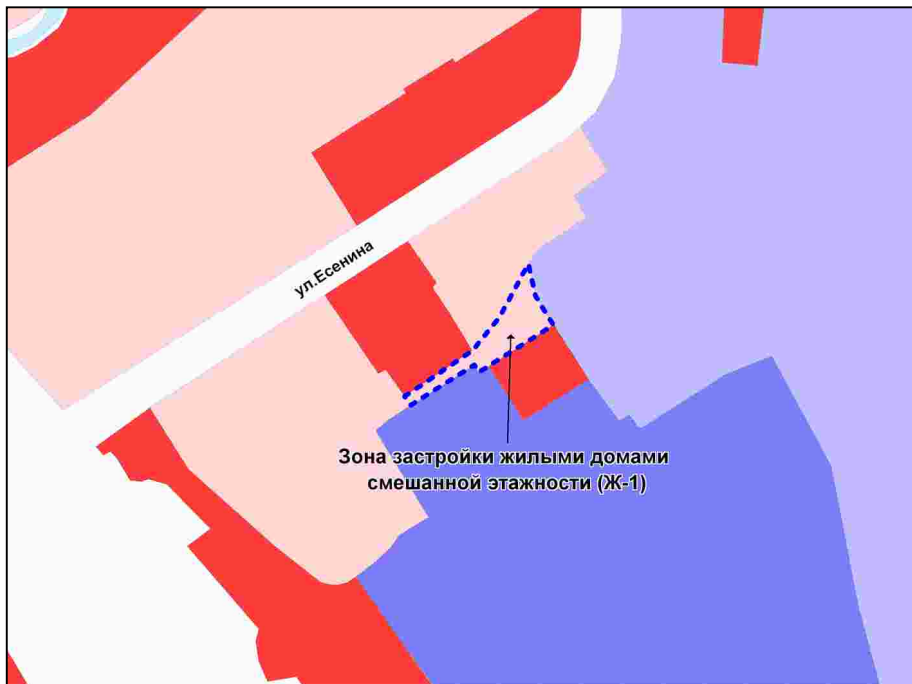 ул.Есенина
Зона застройки жилыми домами
смешанной этажности (Ж-1)